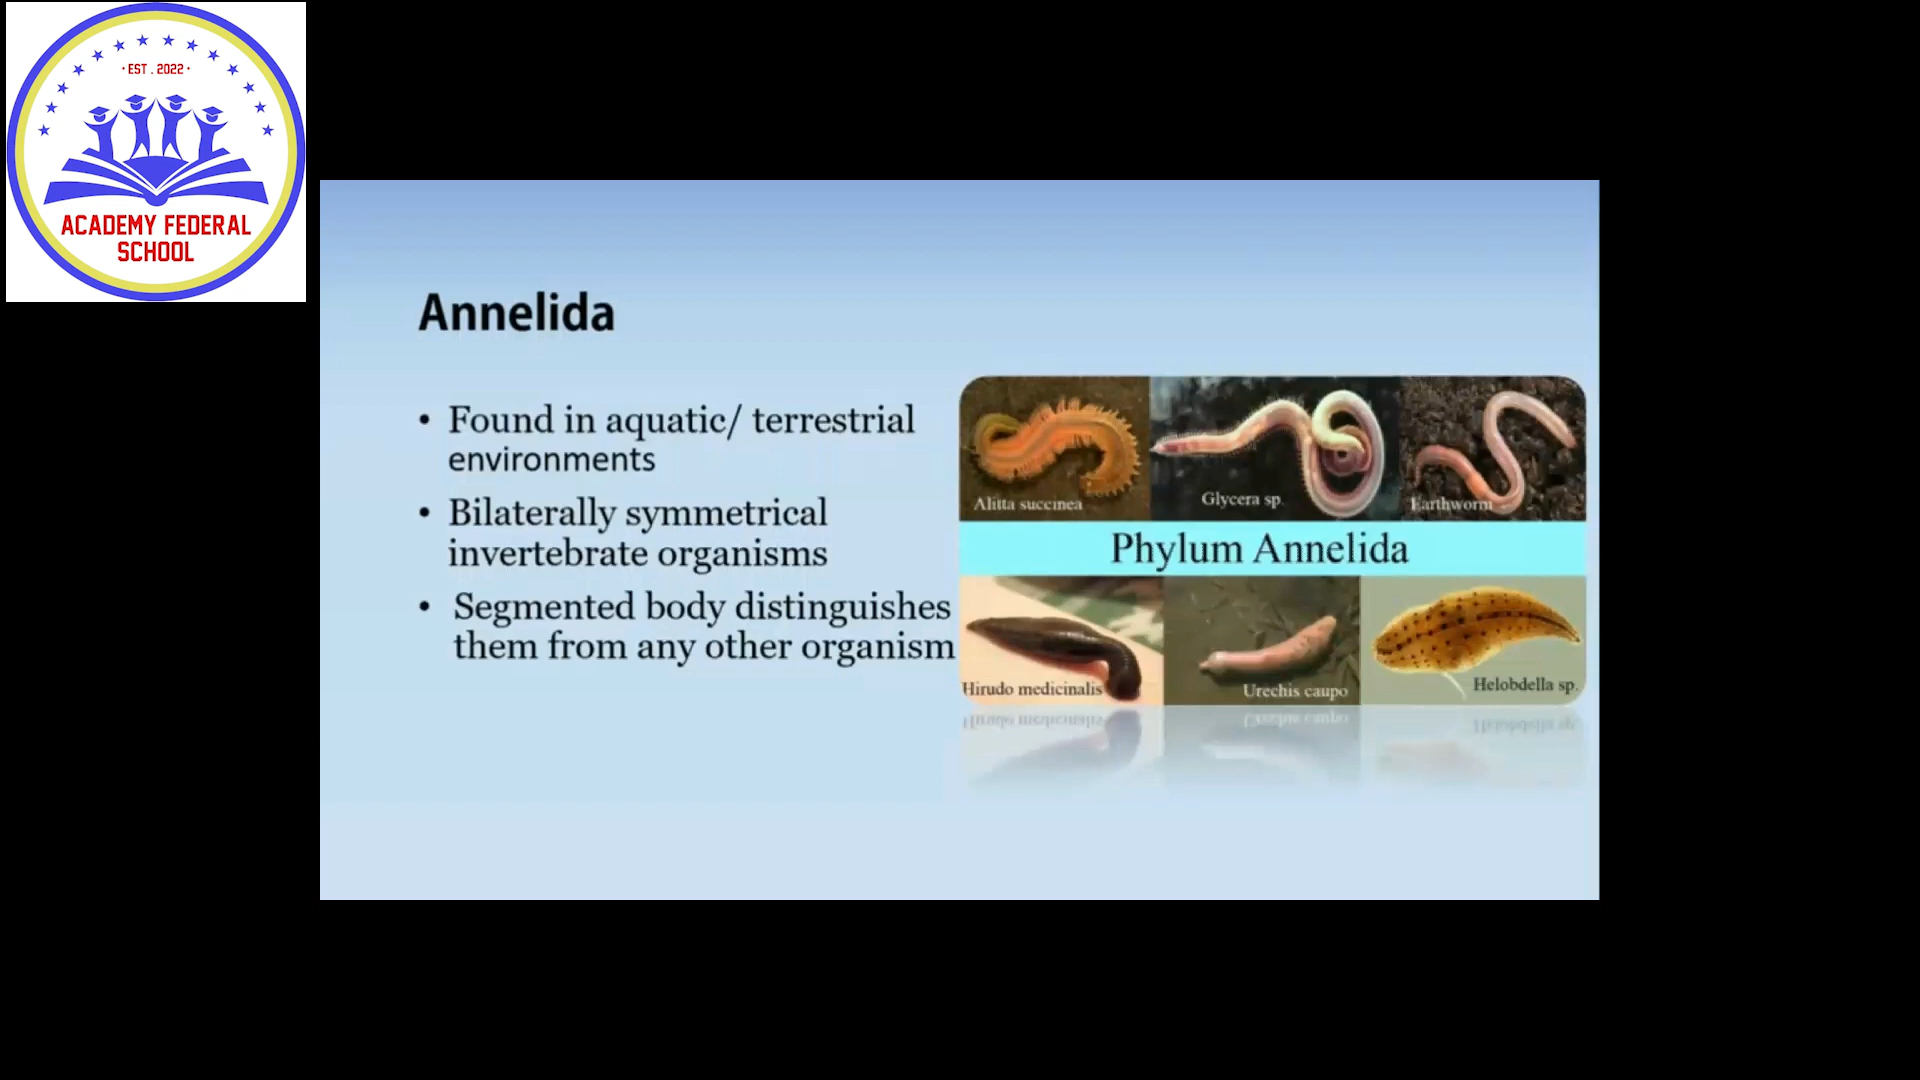 · EST . 2022 ·
ACADEMY FEDERAL
SCHOOL
Annelida
• Found in aquatic/ terrestrial
environments
• Bilaterally symmetrical
invertebrate organisms
• Segmented body distinguishes
them from any other organism
Alitta succinea
Glycera sp.
Earthworm
Phylum Annelida
Hirudo medicinalis
Urechis caupo
Helobdella sp.